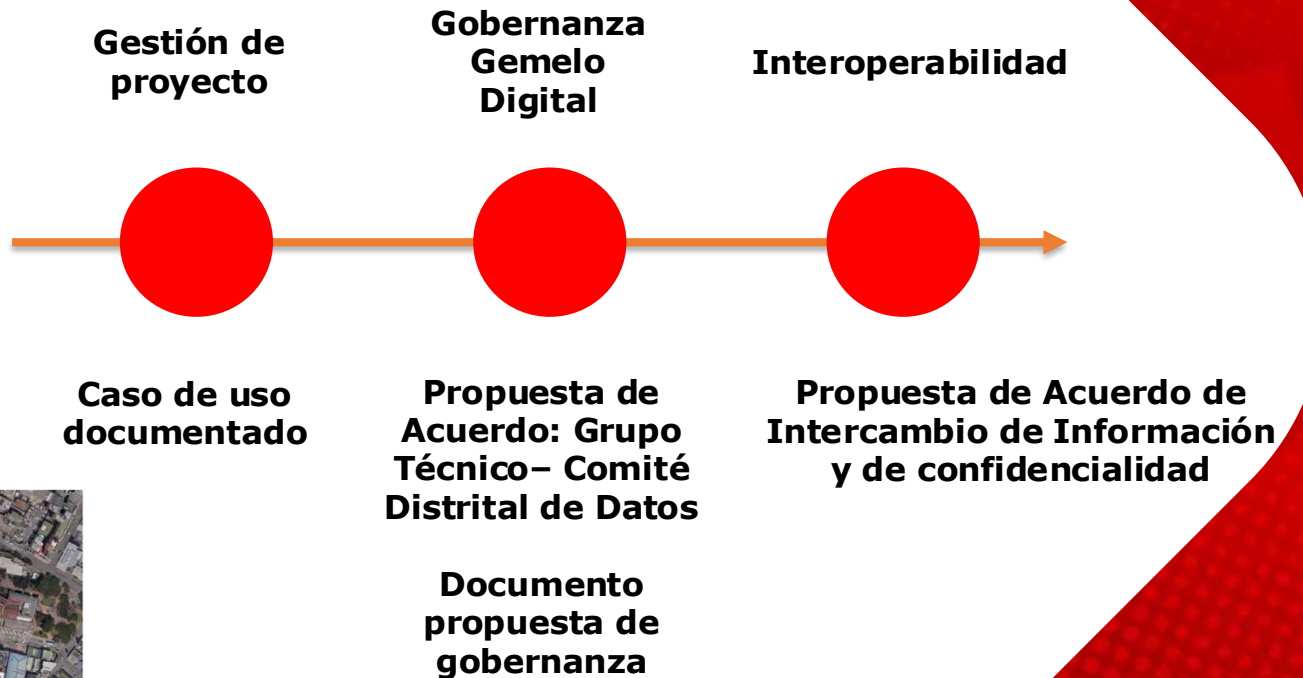 Gestión de
proyecto
Gobernanza
Gemelo
Digital
Interoperabilidad
Caso de uso
documentado
Propuesta de
Acuerdo: Grupo
Técnico– Comité
Distrital de Datos
Documento
propuesta de
gobernanza
Propuesta de Acuerdo de
Intercambio de Información
y de confidencialidad